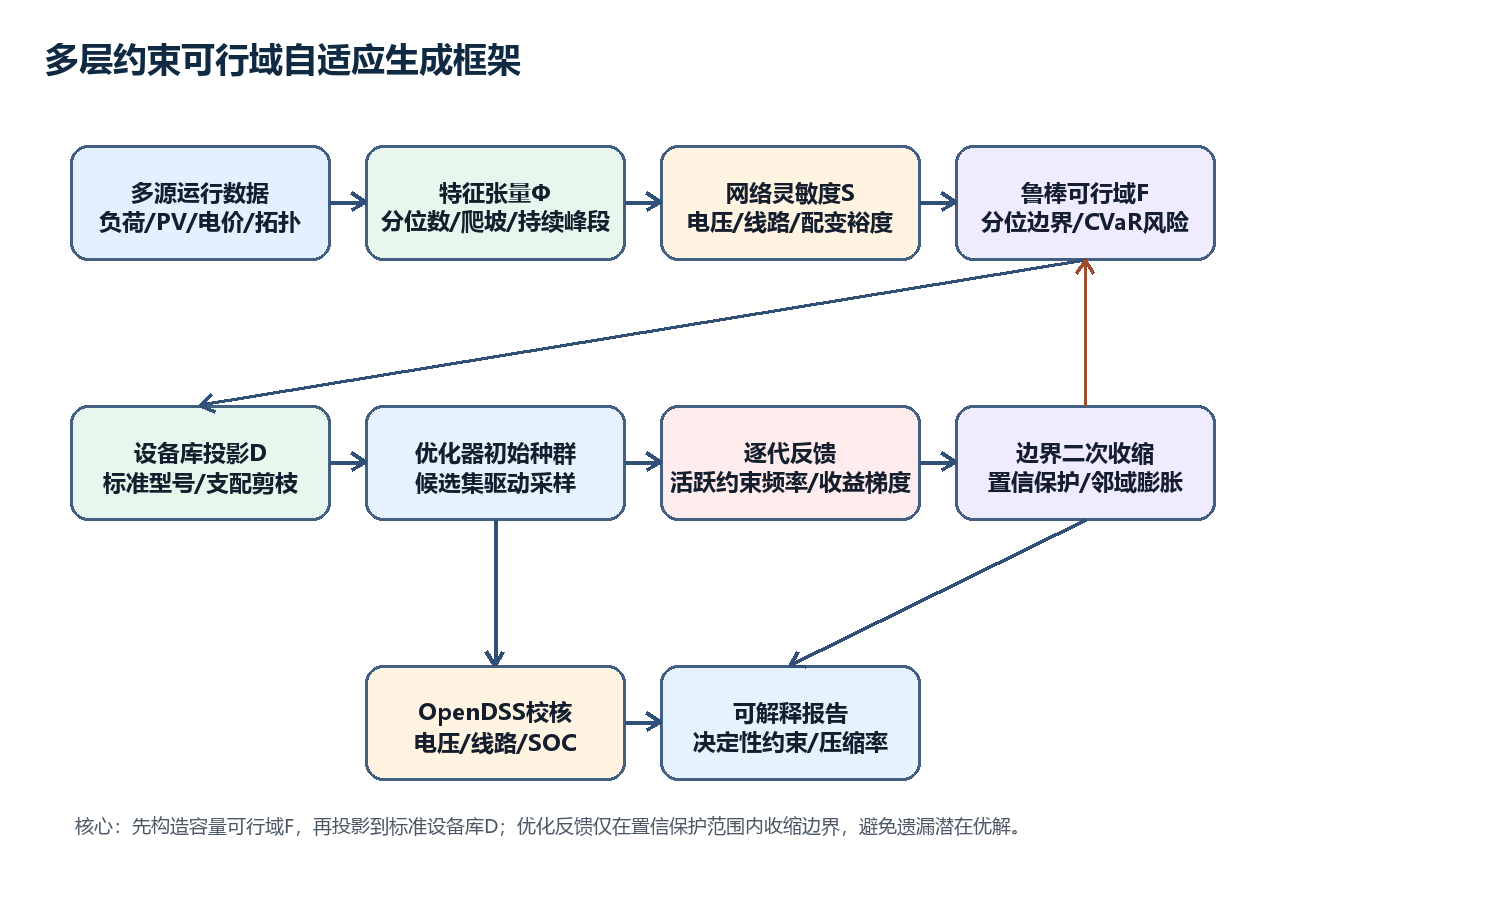 多层约束可行域自适应生成框架
多源运行数据
负荷/PV/电价/拓扑
特征张量Φ
分位数/爬坡/持续峰段
网络灵敏度S
电压/线路/配变裕度
鲁棒可行域F
分位边界/CVaR风险
设备库投影D
标准型号/支配剪枝
优化器初始种群
候选集驱动采样
逐代反馈
活跃约束频率/收益梯度
边界二次收缩
置信保护/邻域膨胀
OpenDSS校核
电压/线路/SOC
可解释报告
决定性约束/压缩率
核心：先构造容量可行域F，再投影到标准设备库D；优化反馈仅在置信保护范围内收缩边界，避免遗漏潜在优解。